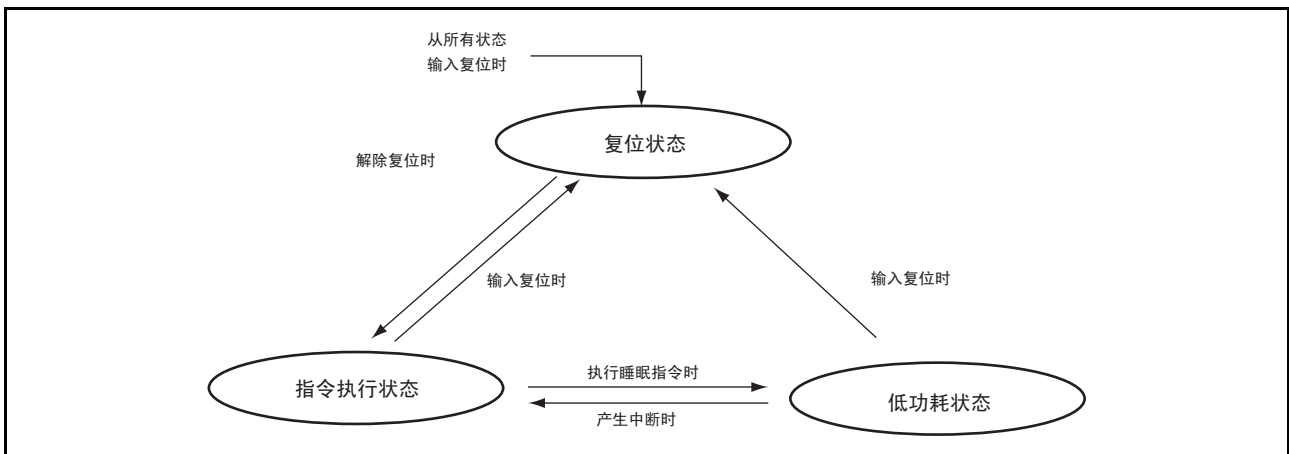 从所有状态
输入复位时
复位状态
解除复位时
输入复位时
输入复位时
指令执行状态
执行睡眠指令时
产生中断时
低功耗状态